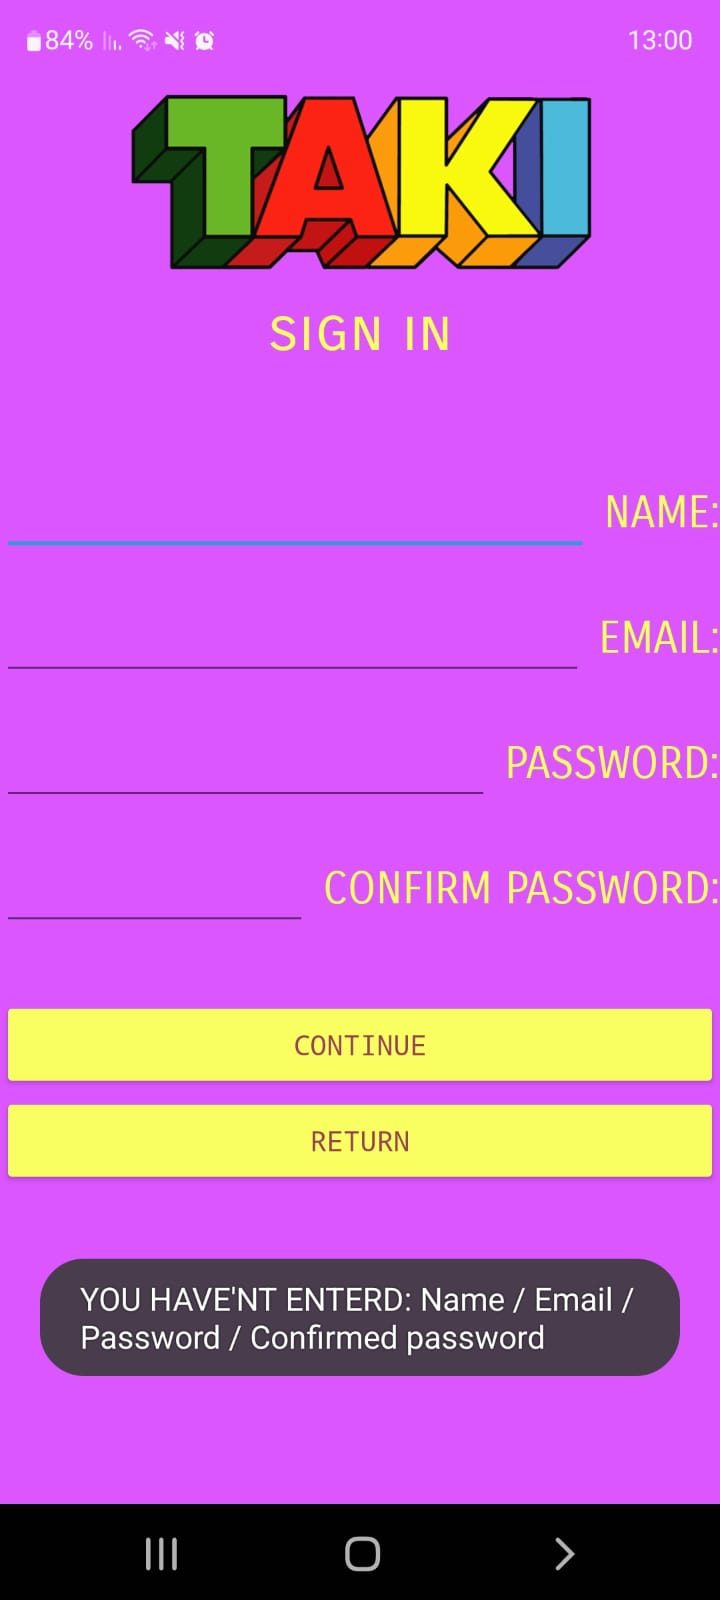 84% 13:00
TAKI
SIGN IN
NAME:
EMAIL:
PASSWORD:
CONFIRM PASSWORD:
CONTINUE
RETURN
YOU HAVE'NT ENTERD: Name / Email /
Password / Confirmed password